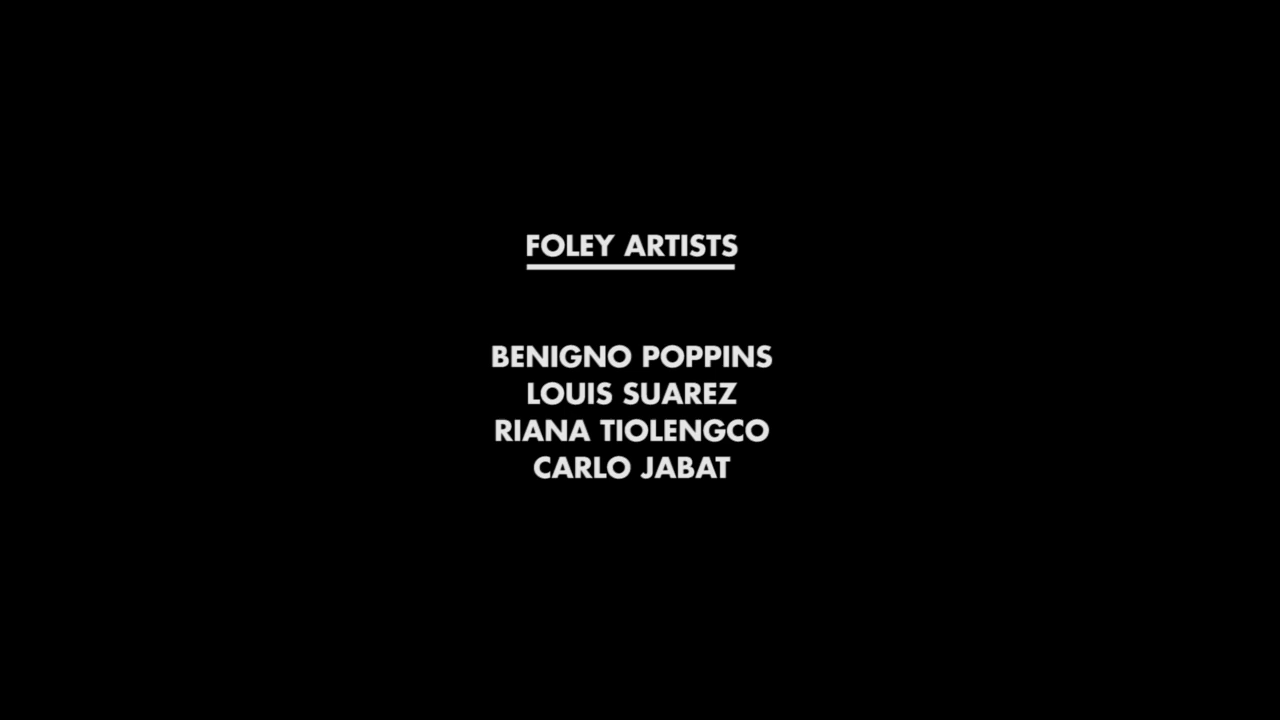 FOLEY ARTISTS
BENIGNO POPPINS
LOUIS SUAREZ
RIANA TIOLENGCO
CARLO JABAT